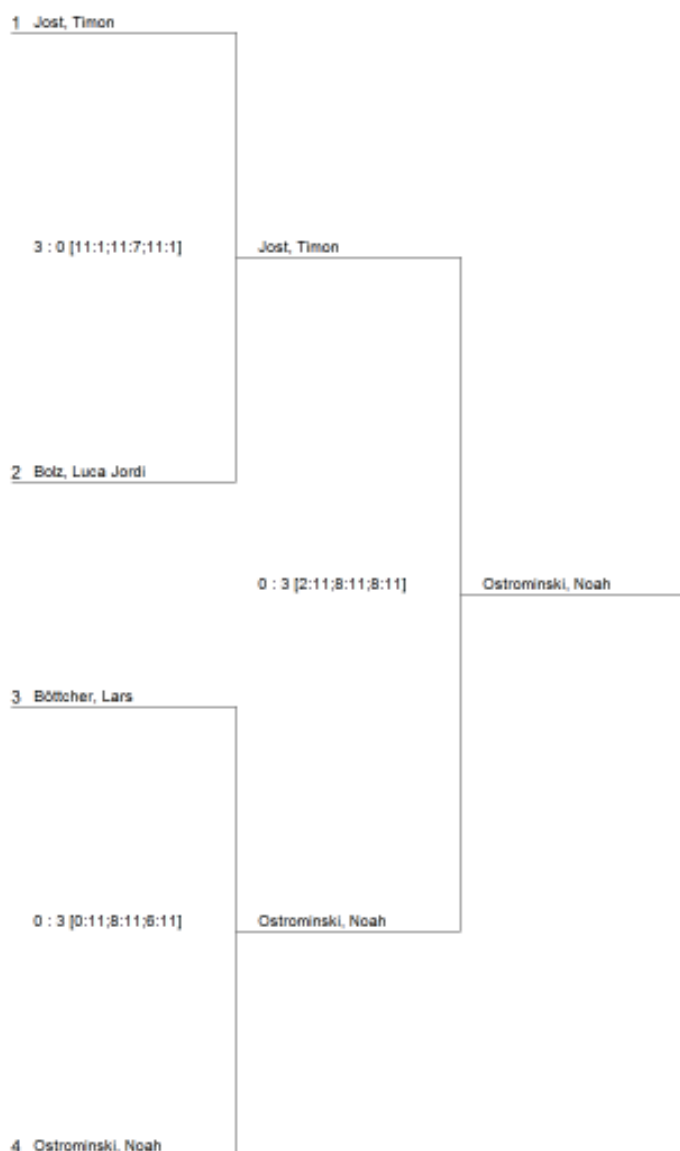 1 Jost, Timon
3 : 0 [11:1;11:7;11:1]
Jost, Timon
2 Bolz, Luca Jordi
0 : 3 [2:11;8:11;8:11]
Ostrominski, Noah
3 Böttcher, Lars
0 : 3 [0:11;8:11;6:11]
Ostrominski, Noah
4 Ostrominski, Noah